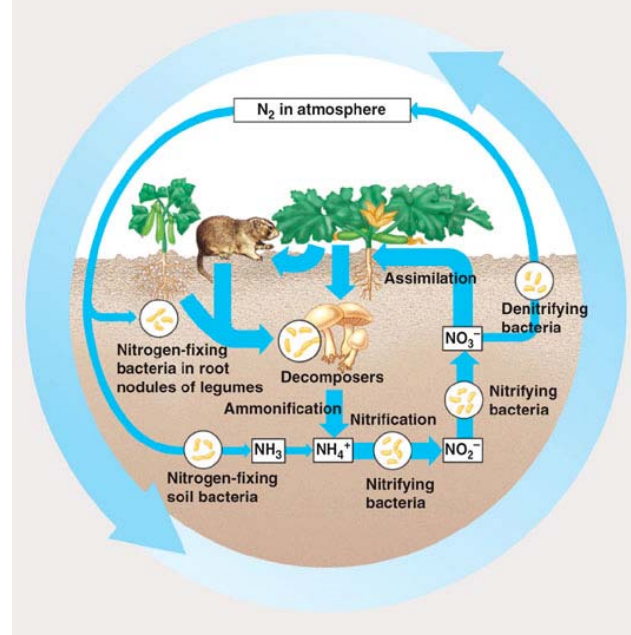 N₂ in atmosphere
Assimilation
Denitrifying
bacteria
NO₃⁻
Nitrogen-fixing
bacteria in root
nodules of legumes
Decomposers
Nitrifying
bacteria
Ammonification
Nitrification
NH₃
NH₄⁺
NO₂⁻
Nitrogen-fixing
soil bacteria
Nitrifying
bacteria